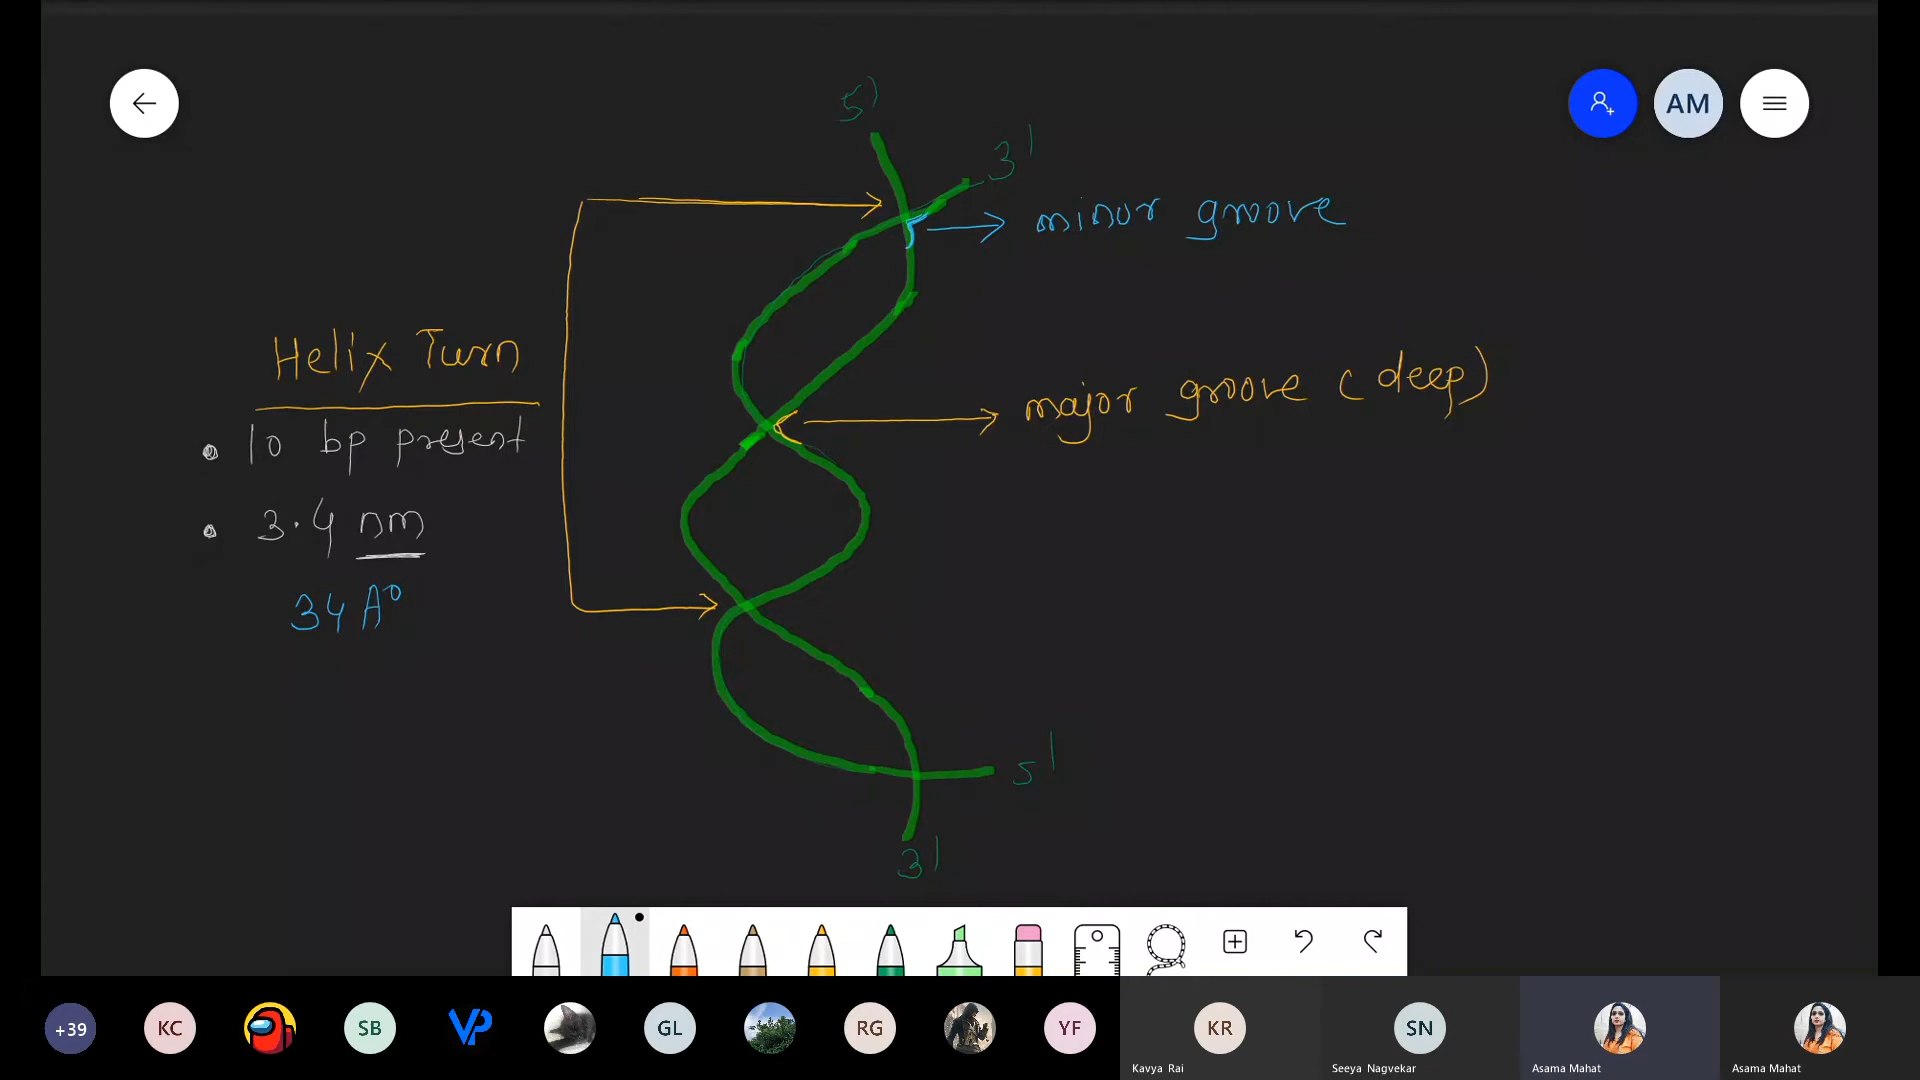 5'
3'
AM
minor groove
Helix Turn
major groove (deep)
• 10 bp present
• 3.4 nm
34 A°
5'
3'
+39
KC
SB
VP
GL
RG
YF
KR
SN
Kavya Rai
Seeya Nagvekar
Asama Mahat
Asama Mahat